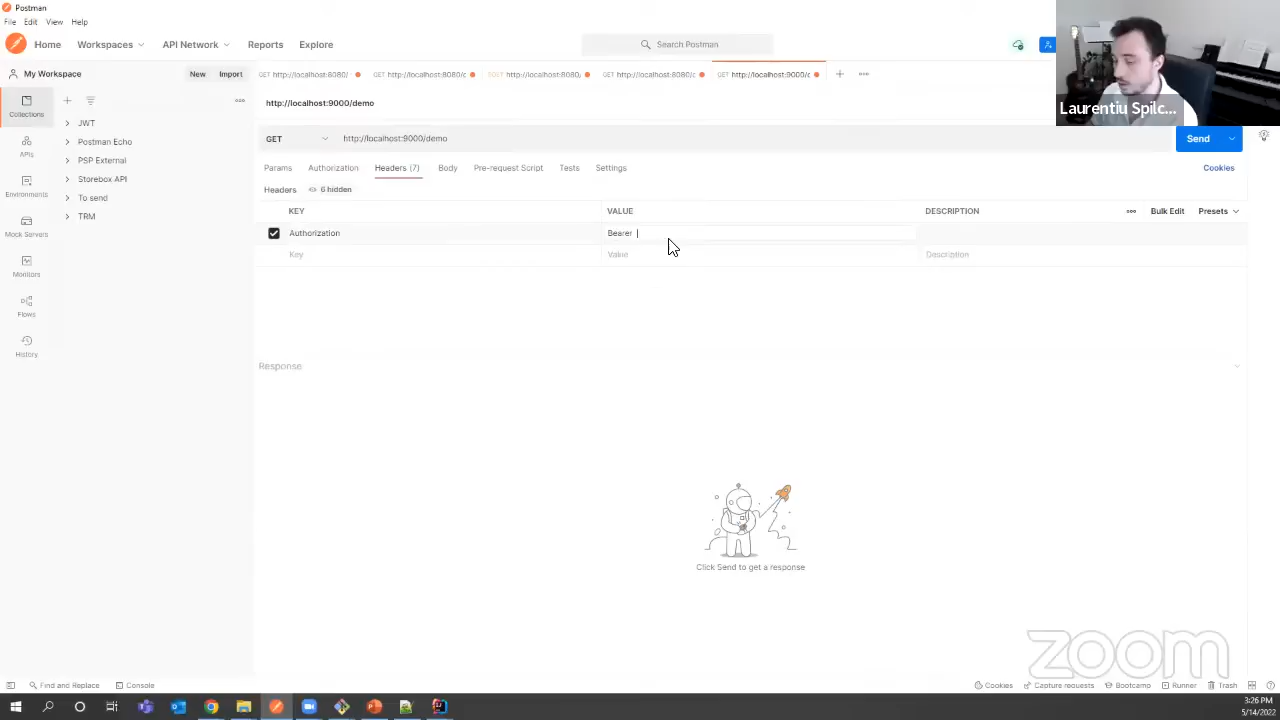 Postman
File Edit View Help
Home Workspaces API Network Reports Explore
Search Postman
My Workspace
New Import
GET http://localhost:8080/
GET http://localhost:8080/c
POST http://localhost:8080/
GET http://localhost:8080/c
GET http://localhost:9000/c
Laurentiu Spilc...
http://localhost:9000/demo
GET http://localhost:9000/demo
Send
Collections
APIs
Environments
Mock Servers
Monitors
Flows
History
JWT
Postman Echo
PSP External
Storebox API
To send
TRM
Params Authorization Headers (7) Body Pre-request Script Tests Settings
Cookies
Headers 6 hidden
KEY VALUE DESCRIPTION
Bulk Edit Presets
Authorization Bearer
Key Value Description
Response
Click Send to get a response
zoom
Find and Replace Console
Cookies Capture requests Bootcamp Runner Trash
3:26 PM
5/14/2022